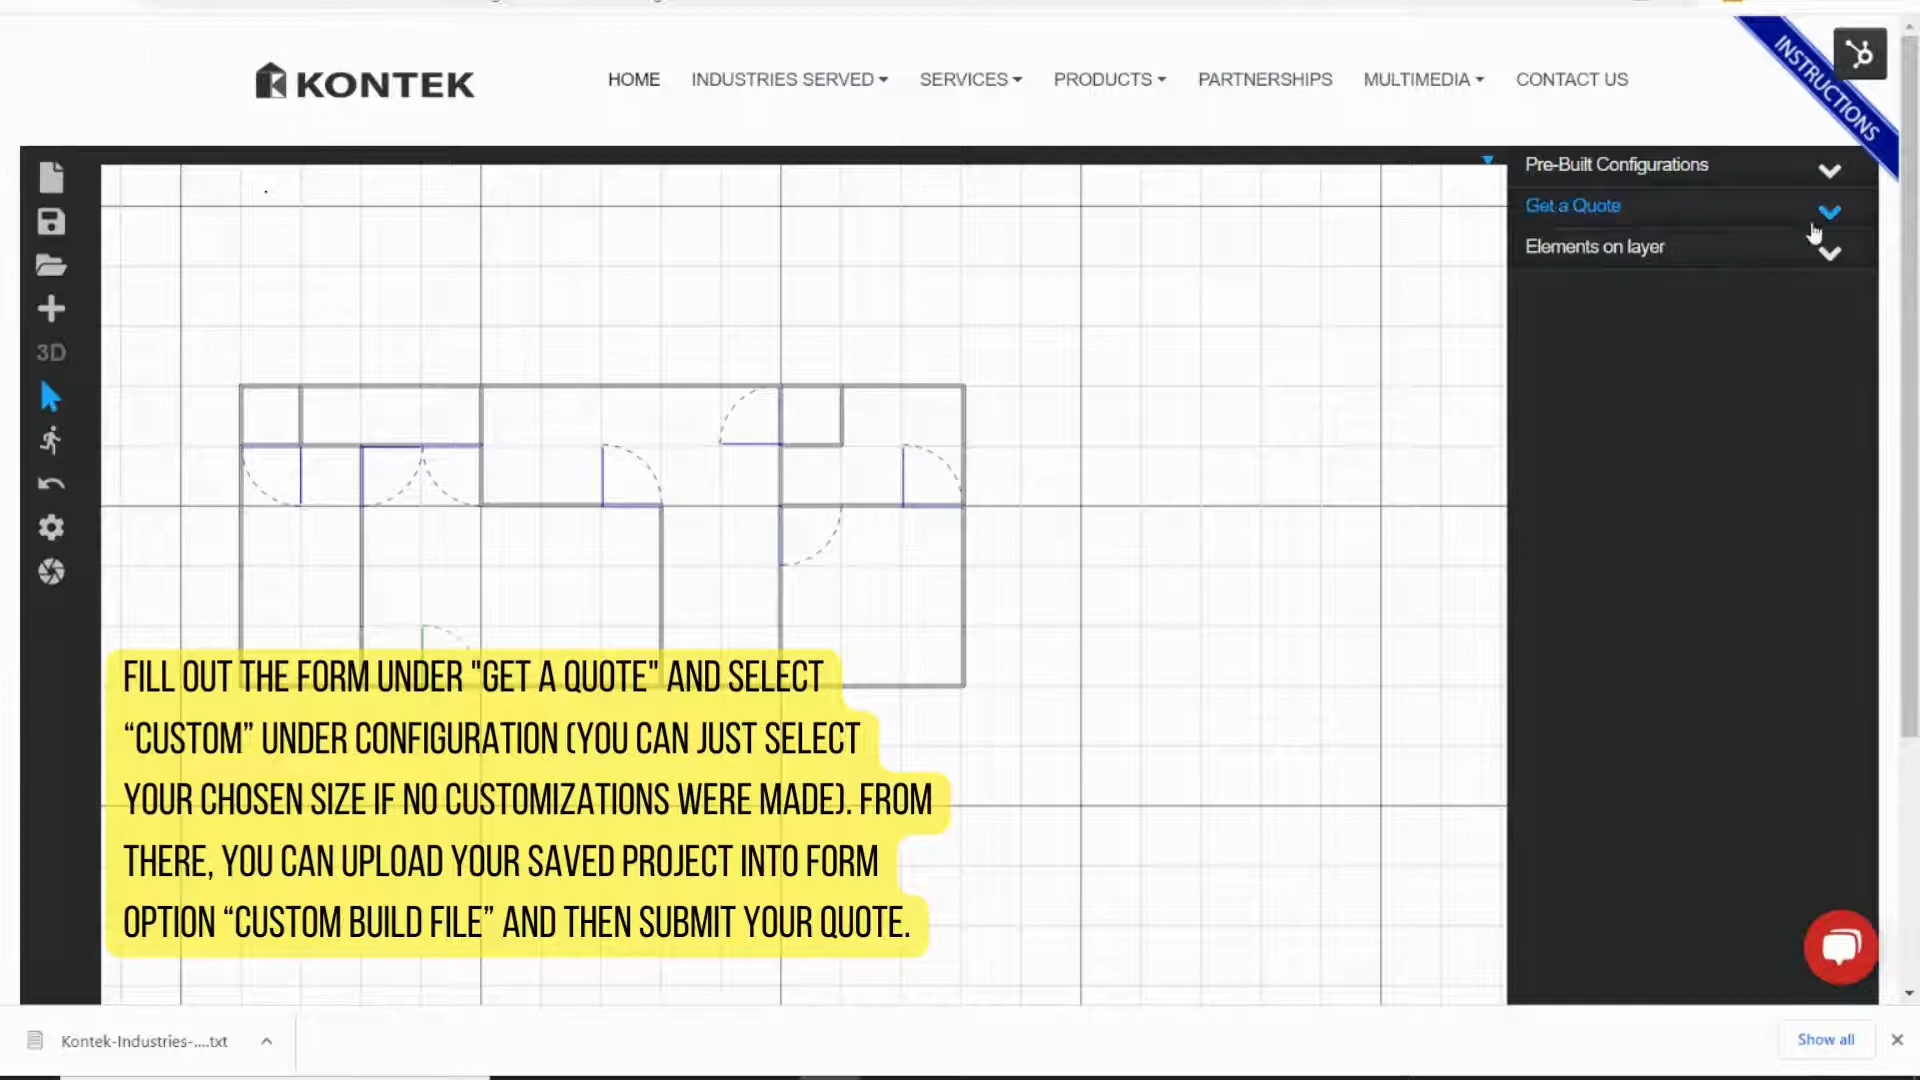 INSTRUCTIONS
KONTEK
HOME
INDUSTRIES SERVED
SERVICES
PRODUCTS
PARTNERSHIPS
MULTIMEDIA
CONTACT US
Pre-Built Configurations
Get a Quote
Elements on layer
3D
FILL OUT THE FORM UNDER "GET A QUOTE" AND SELECT
“CUSTOM” UNDER CONFIGURATION (YOU CAN JUST SELECT
YOUR CHOSEN SIZE IF NO CUSTOMIZATIONS WERE MADE). FROM
THERE, YOU CAN UPLOAD YOUR SAVED PROJECT INTO FORM
OPTION “CUSTOM BUILD FILE” AND THEN SUBMIT YOUR QUOTE.
Kontek-Industries-....txt
Show all